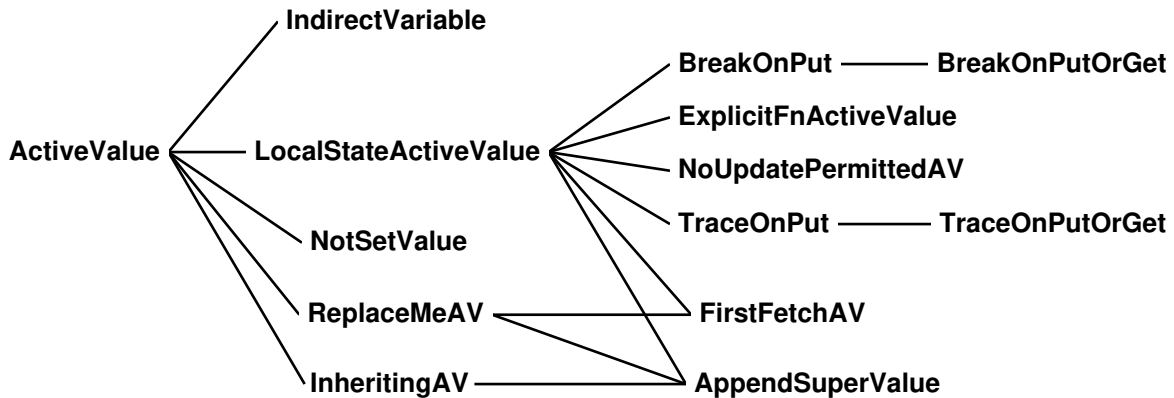 IndirectVariable
BreakOnPut BreakOnPutOrGet
ExplicitFnActiveValue
ActiveValue LocalStateActiveValue
NoUpdatePermittedAV
TraceOnPut TraceOnPutOrGet
NotSetValue
ReplaceMeAV FirstFetchAV
InheritingAV AppendSuperValue